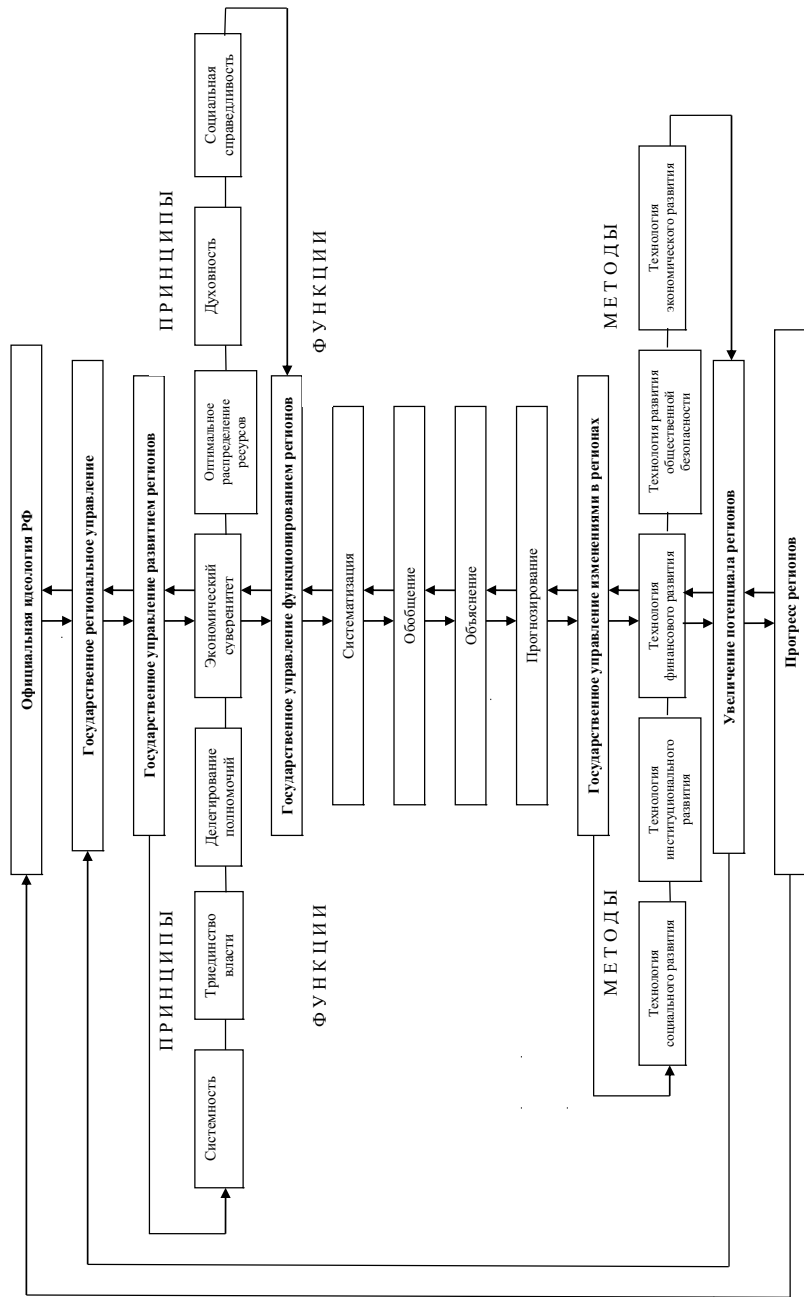 Официальная идеология РФ
Государственное региональное управление
Государственное управление развитием регионов
ПРИНЦИПЫ
ПРИНЦИПЫ
Системность
Триединство
власти
Делегирование
полномочий
Экономический
суверенитет
Оптимальное
распределение
ресурсов
Духовность
Социальная
справедливость
Государственное управление функционированием регионов
ФУНКЦИИ
ФУНКЦИИ
Систематизация
Обобщение
Объяснение
Прогнозирование
Государственное управление изменениями в регионах
МЕТОДЫ
МЕТОДЫ
Технология
социального развития
Технология
институционального
развития
Технология
финансового развития
Технология развития
общественной
безопасности
Технология
экономического развития
Увеличение потенциала регионов
Прогресс регионов